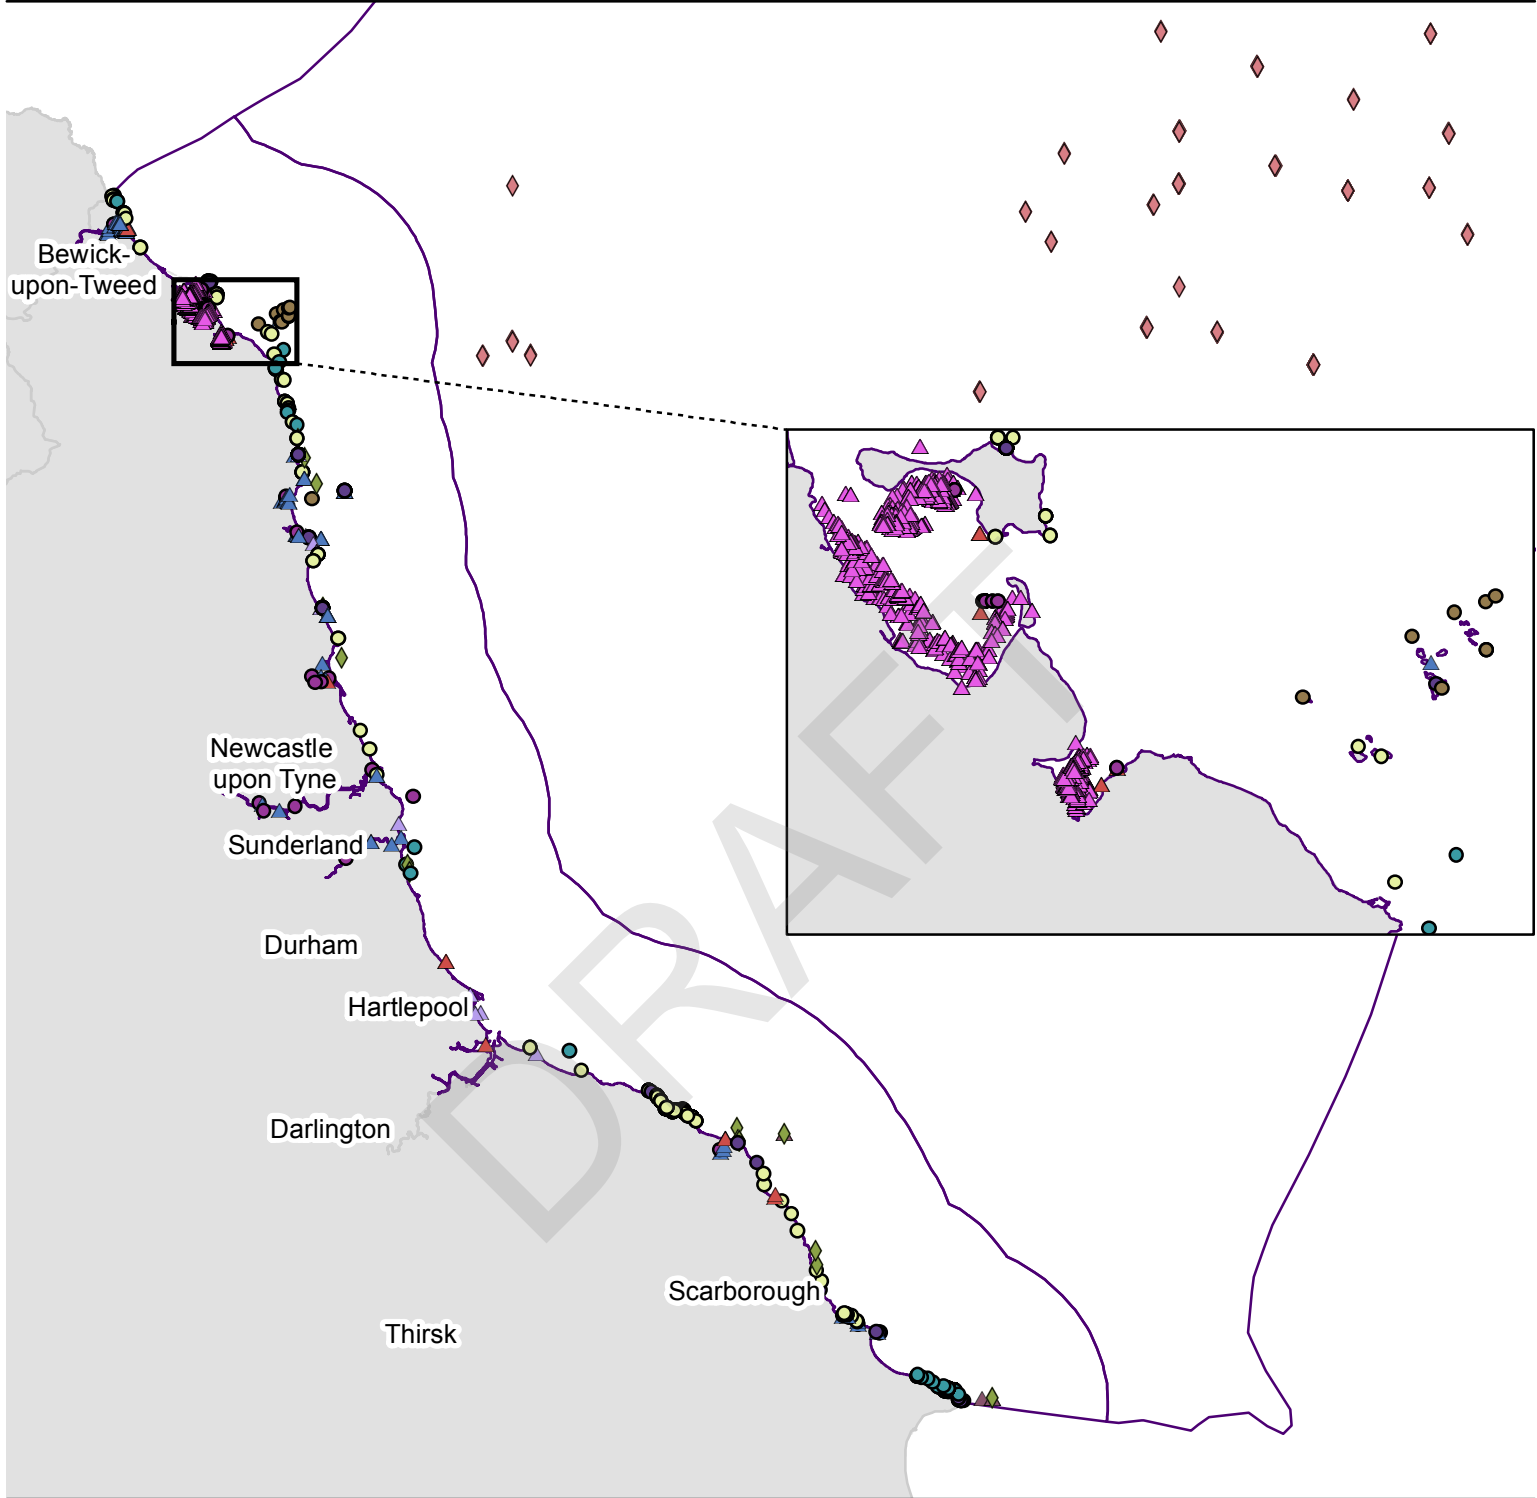 Bewick-
upon-Tweed
Newcastle
upon Tyne
Sunderland
Durham
Hartlepool
Darlington
Scarborough
Thirsk
DRAFT